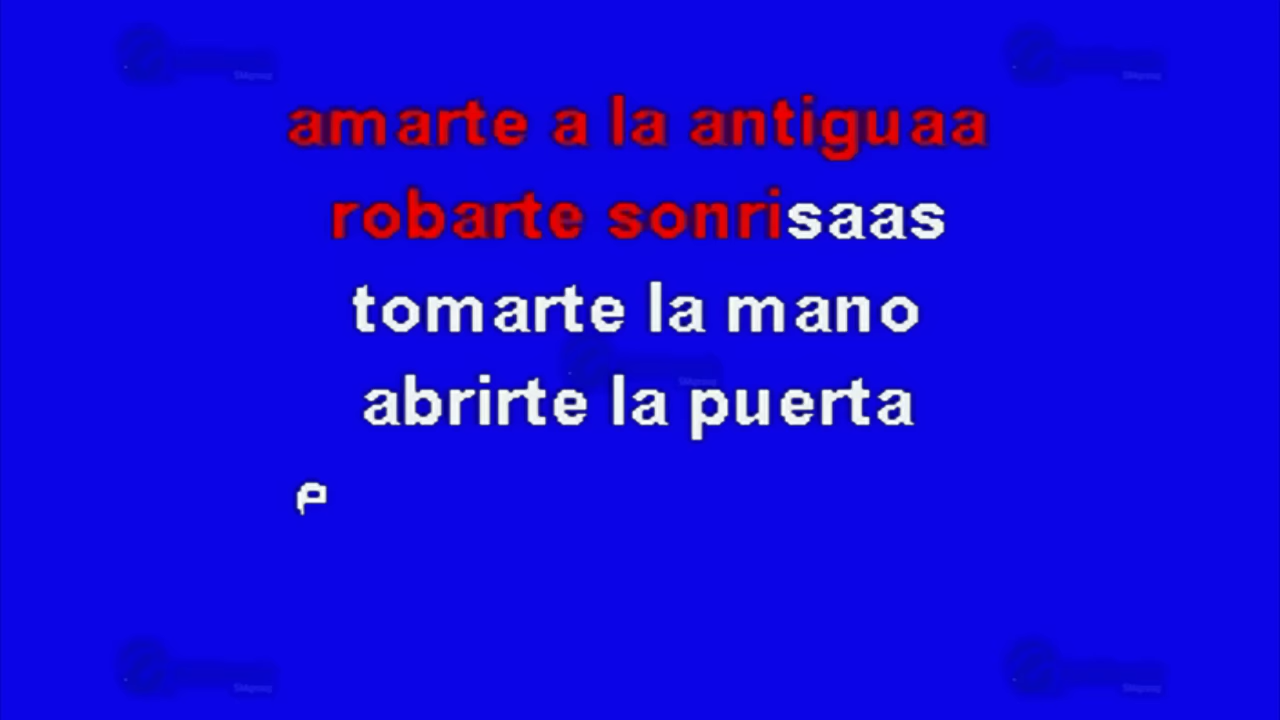 amarte a la antiguaa
robarte sonrisaas
tomarte la mano
abrirte la puerta